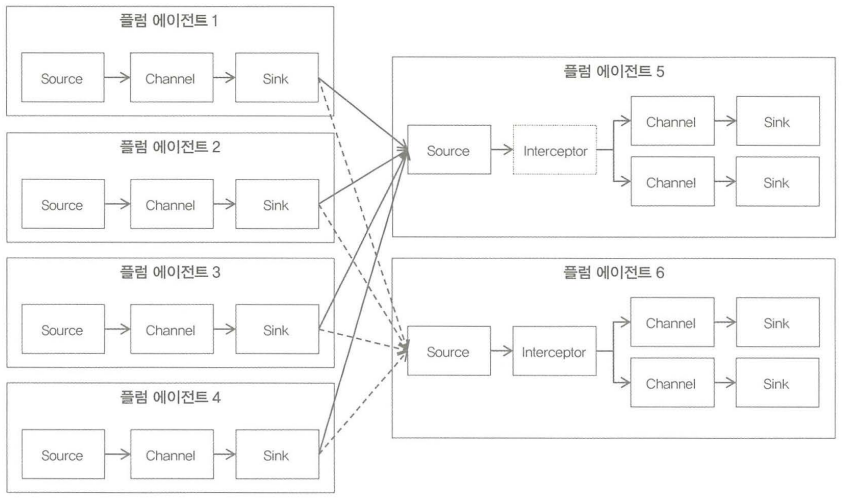 플럼 에이전트 1
Source Channel Sink
플럼 에이전트 2
Source Channel Sink
플럼 에이전트 3
Source Channel Sink
플럼 에이전트 4
Source Channel Sink
플럼 에이전트 5
Source Interceptor
Channel Sink
Channel Sink
플럼 에이전트 6
Source Interceptor
Channel Sink
Channel Sink